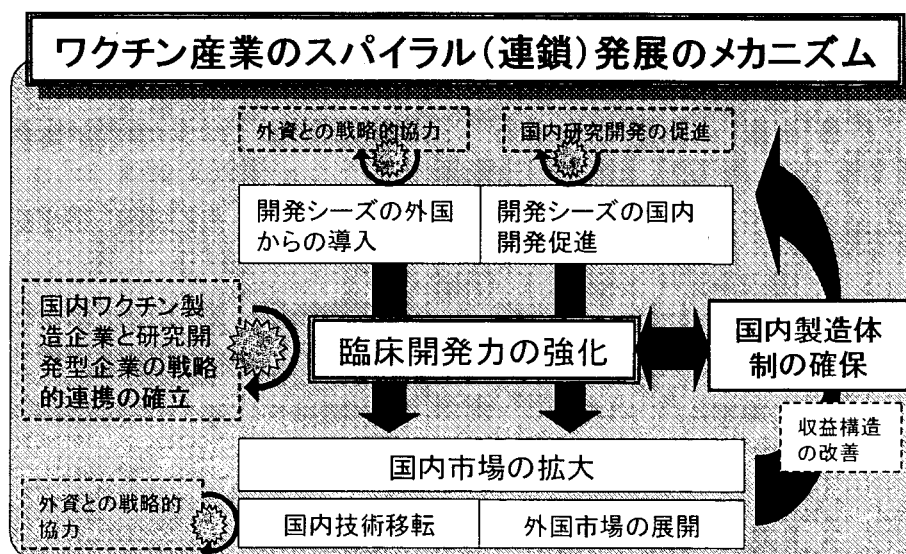 ワクチン産業のスパイラル(連鎖)発展のメカニズム
外資との戦略的協力
国内研究開発の促進
開発シーズの外国
からの導入
開発シーズの国内
開発促進
国内ワクチン製
造企業と研究開
発型企業の戦略
的連携の確立
臨床開発力の強化
国内製造体
制の確保
収益構造
の改善
国内市場の拡大
外資との戦略的
協力
国内技術移転
外国市場の展開